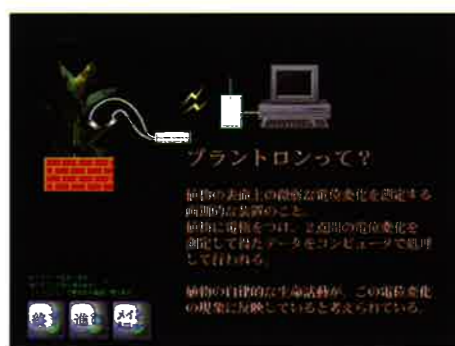 プラントロンって?
植物の表面上の微弱な電位変化を測定する
画期的な装置のこと。
植物に電極をつけ、2点間の電位変化を
測定して得たデータをコンピュータで処理
して行われる。
植物の自律的な生命活動が、この電位変化
の現象に反映していると考えられている。
終 進 メイ